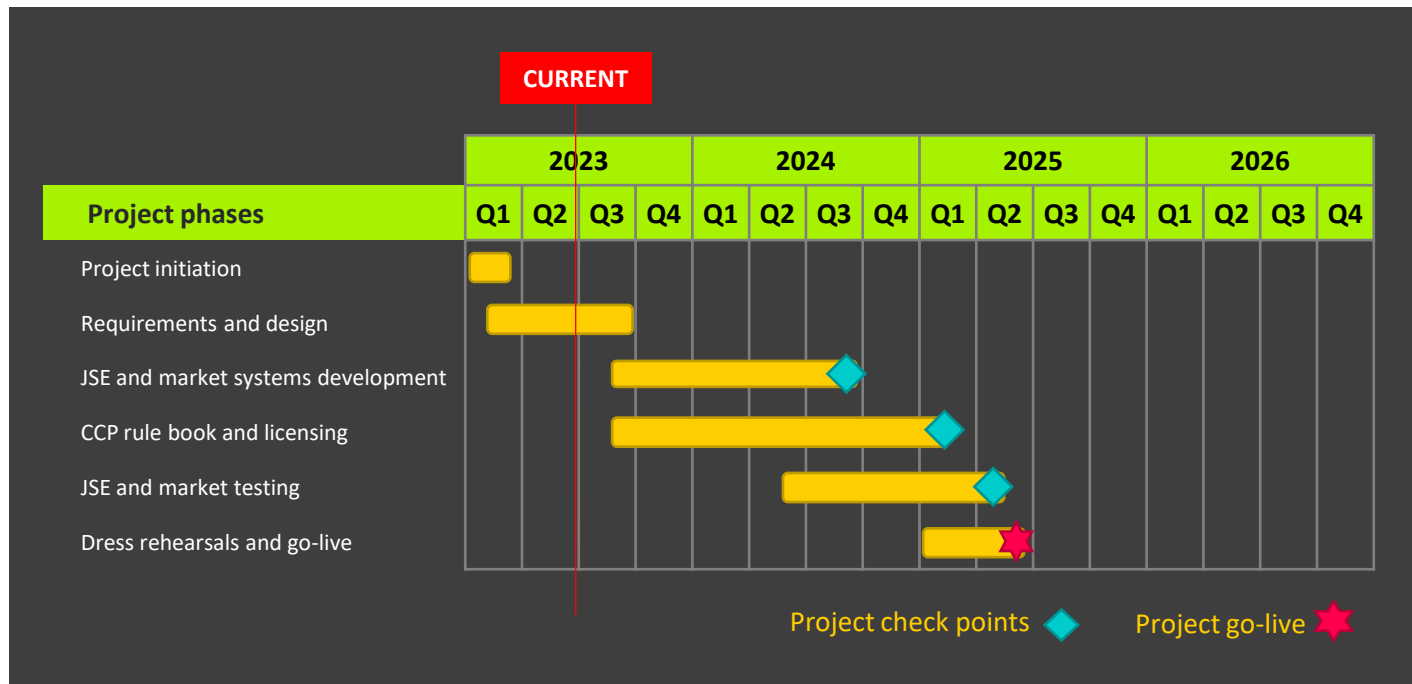 CURRENT
2023 2024 2025 2026
Project phases Q1 Q2 Q3 Q4 Q1 Q2 Q3 Q4 Q1 Q2 Q3 Q4 Q1 Q2 Q3 Q4
Project initiation
Requirements and design
JSE and market systems development
CCP rule book and licensing
JSE and market testing
Dress rehearsals and go-live
Project check points Project go-live